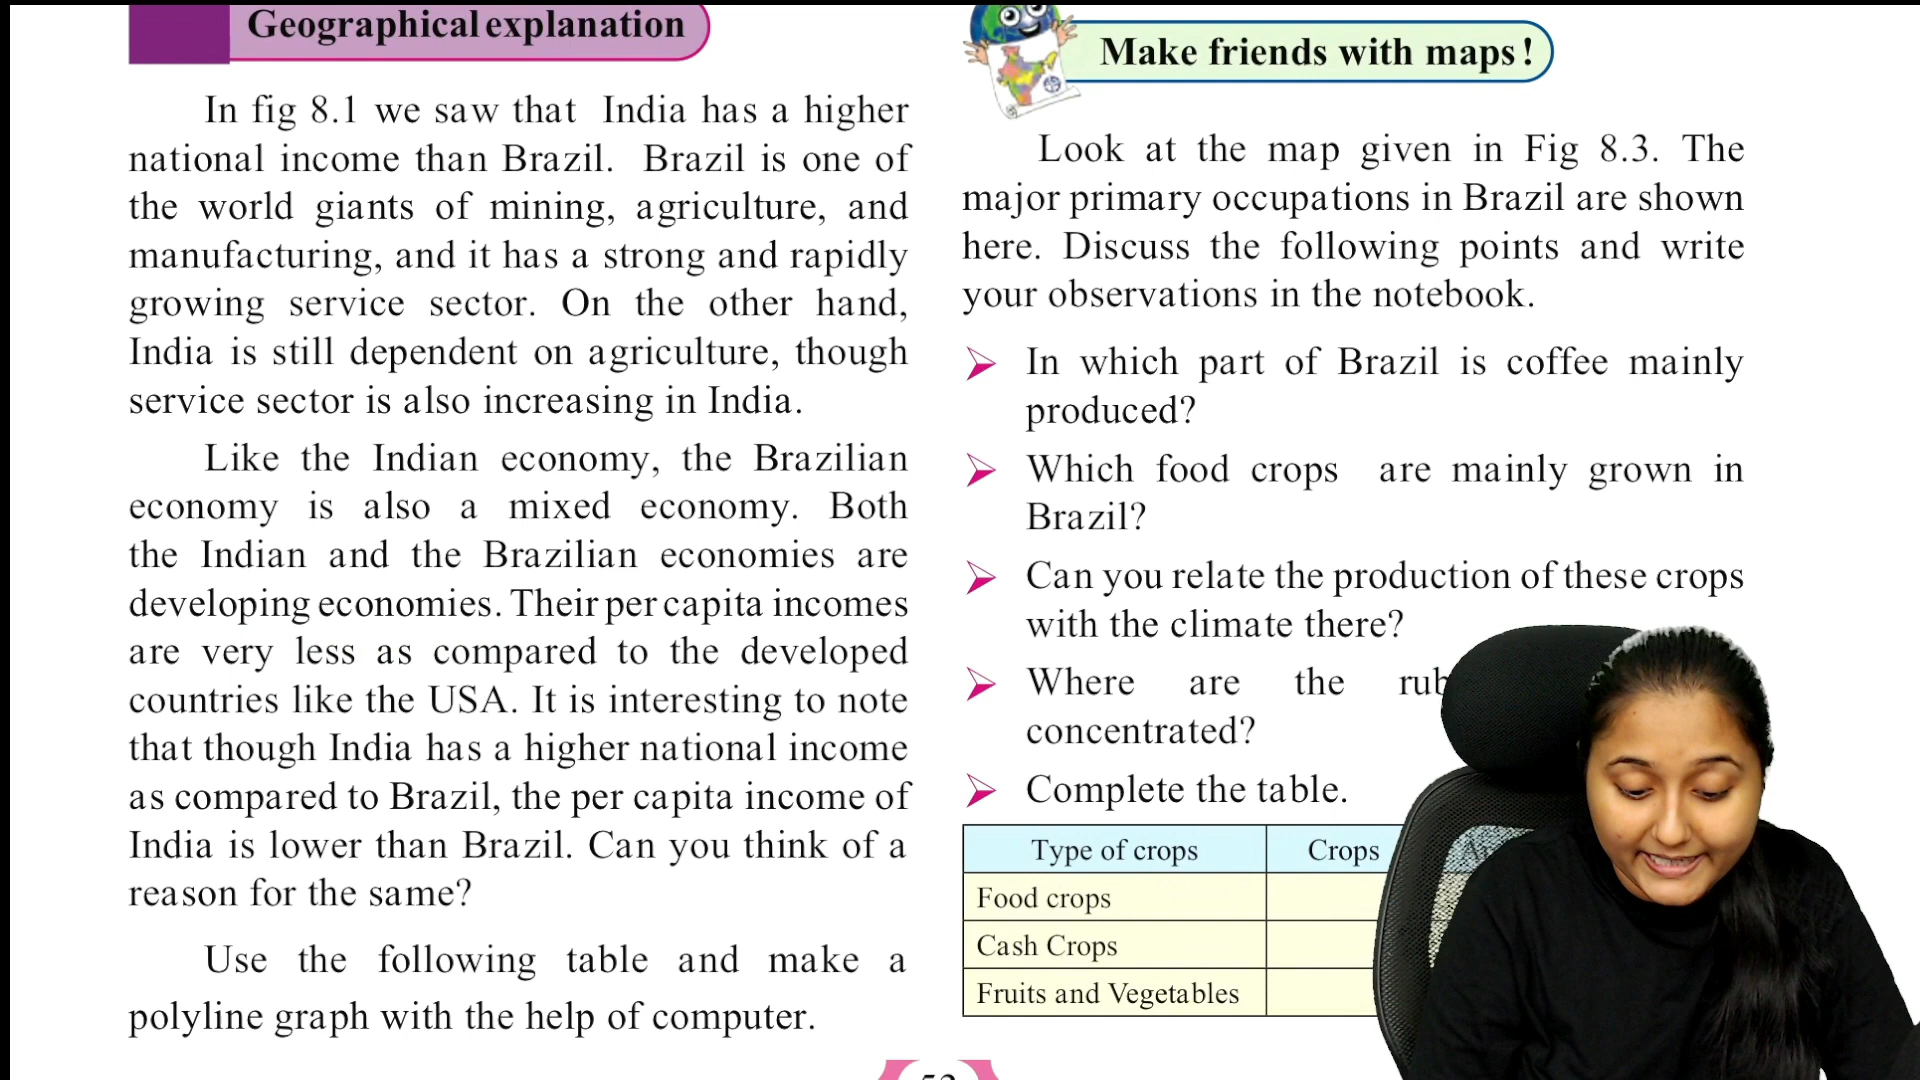 Geographical explanation
In fig 8.1 we saw that India has a higher
national income than Brazil. Brazil is one of
the world giants of mining, agriculture, and
manufacturing, and it has a strong and rapidly
growing service sector. On the other hand,
India is still dependent on agriculture, though
service sector is also increasing in India.
Like the Indian economy, the Brazilian
economy is also a mixed economy. Both
the Indian and the Brazilian economies are
developing economies. Their per capita incomes
are very less as compared to the developed
countries like the USA. It is interesting to note
that though India has a higher national income
as compared to Brazil, the per capita income of
India is lower than Brazil. Can you think of a
reason for the same?
Use the following table and make a
polyline graph with the help of computer.
Make friends with maps!
Look at the map given in Fig 8.3. The
major primary occupations in Brazil are shown
here. Discuss the following points and write
your observations in the notebook.
➢ In which part of Brazil is coffee mainly
produced?
➢ Which food crops are mainly grown in
Brazil?
➢ Can you relate the production of these crops
with the climate there?
➢ Where are the
concentrated?
➢ Complete the table.
Type of crops Crops
Food crops
Cash Crops
Fruits and Vegetables